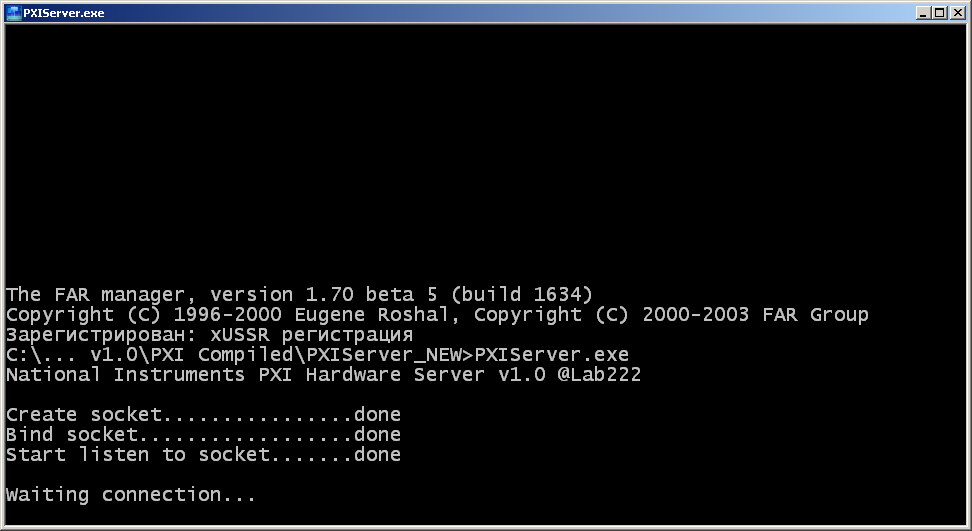 PXIServer.exe
The FAR manager, version 1.70 beta 5 (build 1634)
Copyright (C) 1996-2000 Eugene Roshal, Copyright (C) 2000-2003 FAR Group
Зарегистрирован: xUSSR регистрация
C:\... v1.0\PXI Compiled\PXIServer_NEW>PXIServer.exe
National Instruments PXI Hardware Server v1.0 @Lab222
Create socket................done
Bind socket..................done
Start listen to socket.......done
Waiting connection...